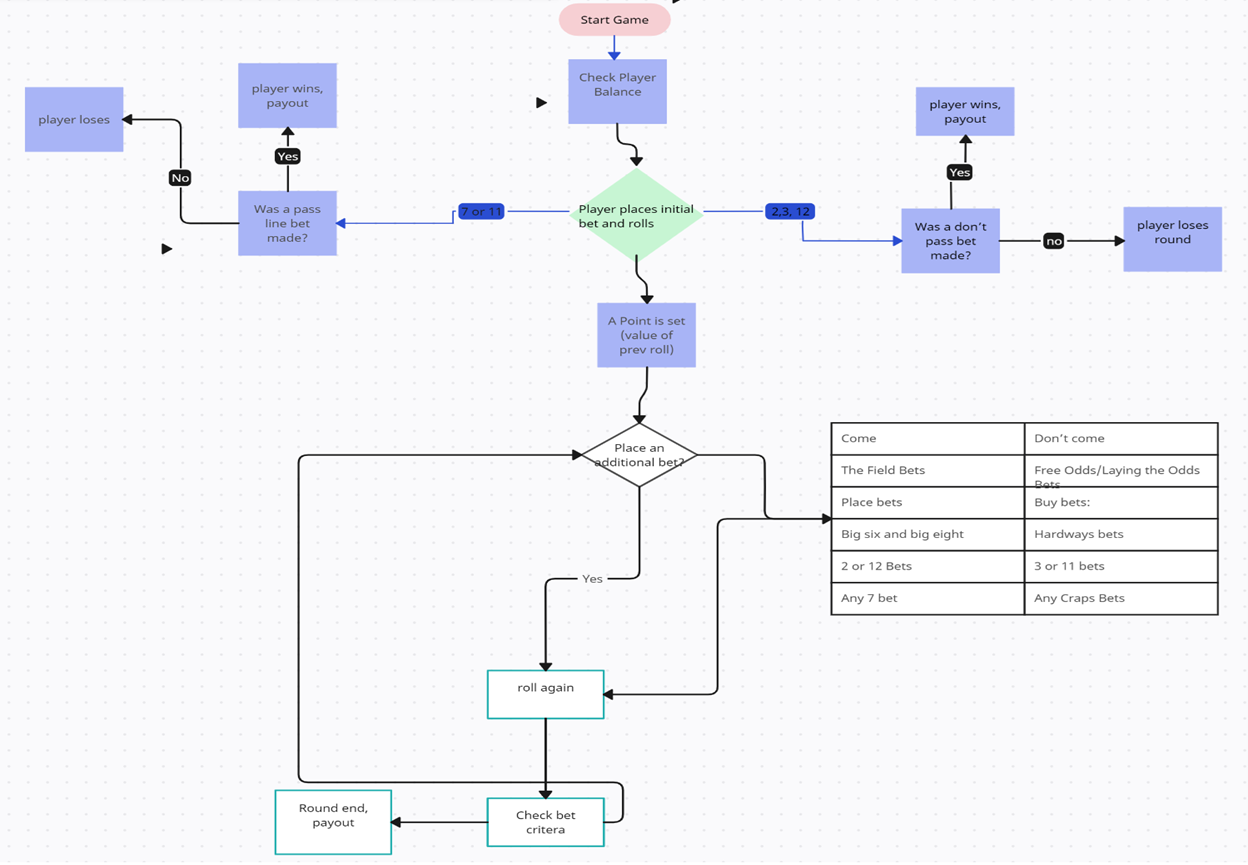 Start Game
Check Player
Balance
player wins,
payout
player loses
Yes
No
Was a pass
line bet
made?
7 or 11
Player places initial
bet and rolls
2,3, 12
player wins,
payout
Yes
Was a don’t
pass bet
made?
no
player loses
round
A Point is set
(value of
prev roll)
Place an
additional bet?
Come
Don’t come
The Field Bets
Free Odds/Laying the Odds
Bets
Place bets
Buy bets:
Big six and big eight
Hardways bets
2 or 12 Bets
3 or 11 bets
Any 7 bet
Any Craps Bets
Yes
roll again
Round end,
payout
Check bet
critera